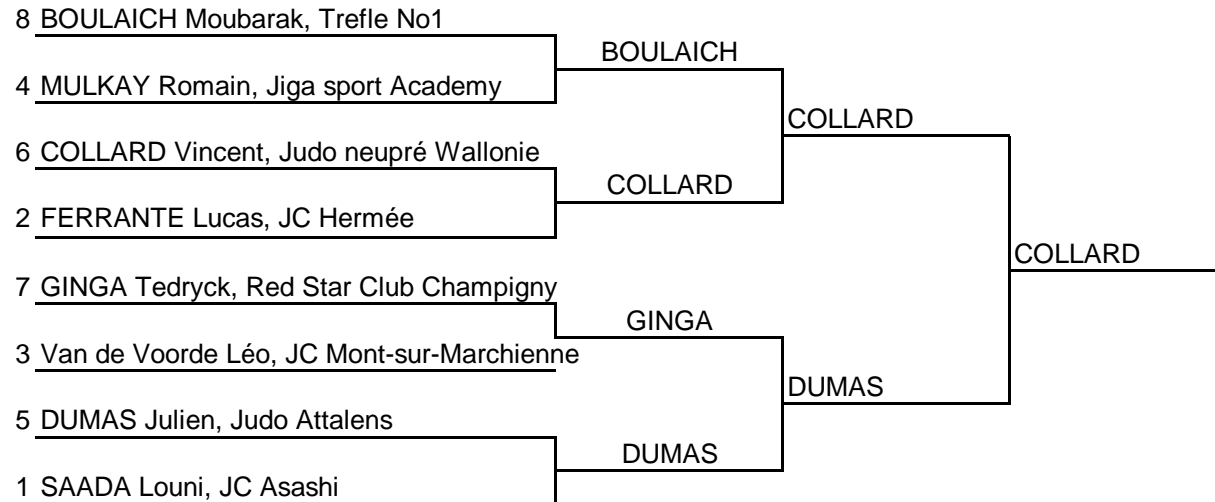 8 BOULAICH Moubarak, Trefle No1
BOULAICH
4 MULKAY Romain, Jiga sport Academy
COLLARD
6 COLLARD Vincent, Judo neupré Wallonie
COLLARD
2 FERRANTE Lucas, JC Hermée
COLLARD
7 GINGA Tedryck, Red Star Club Champigny
GINGA
3 Van de Voorde Léo, JC Mont-sur-Marchienne
DUMAS
5 DUMAS Julien, Judo Attalens
DUMAS
1 SAADA Louni, JC Asashi